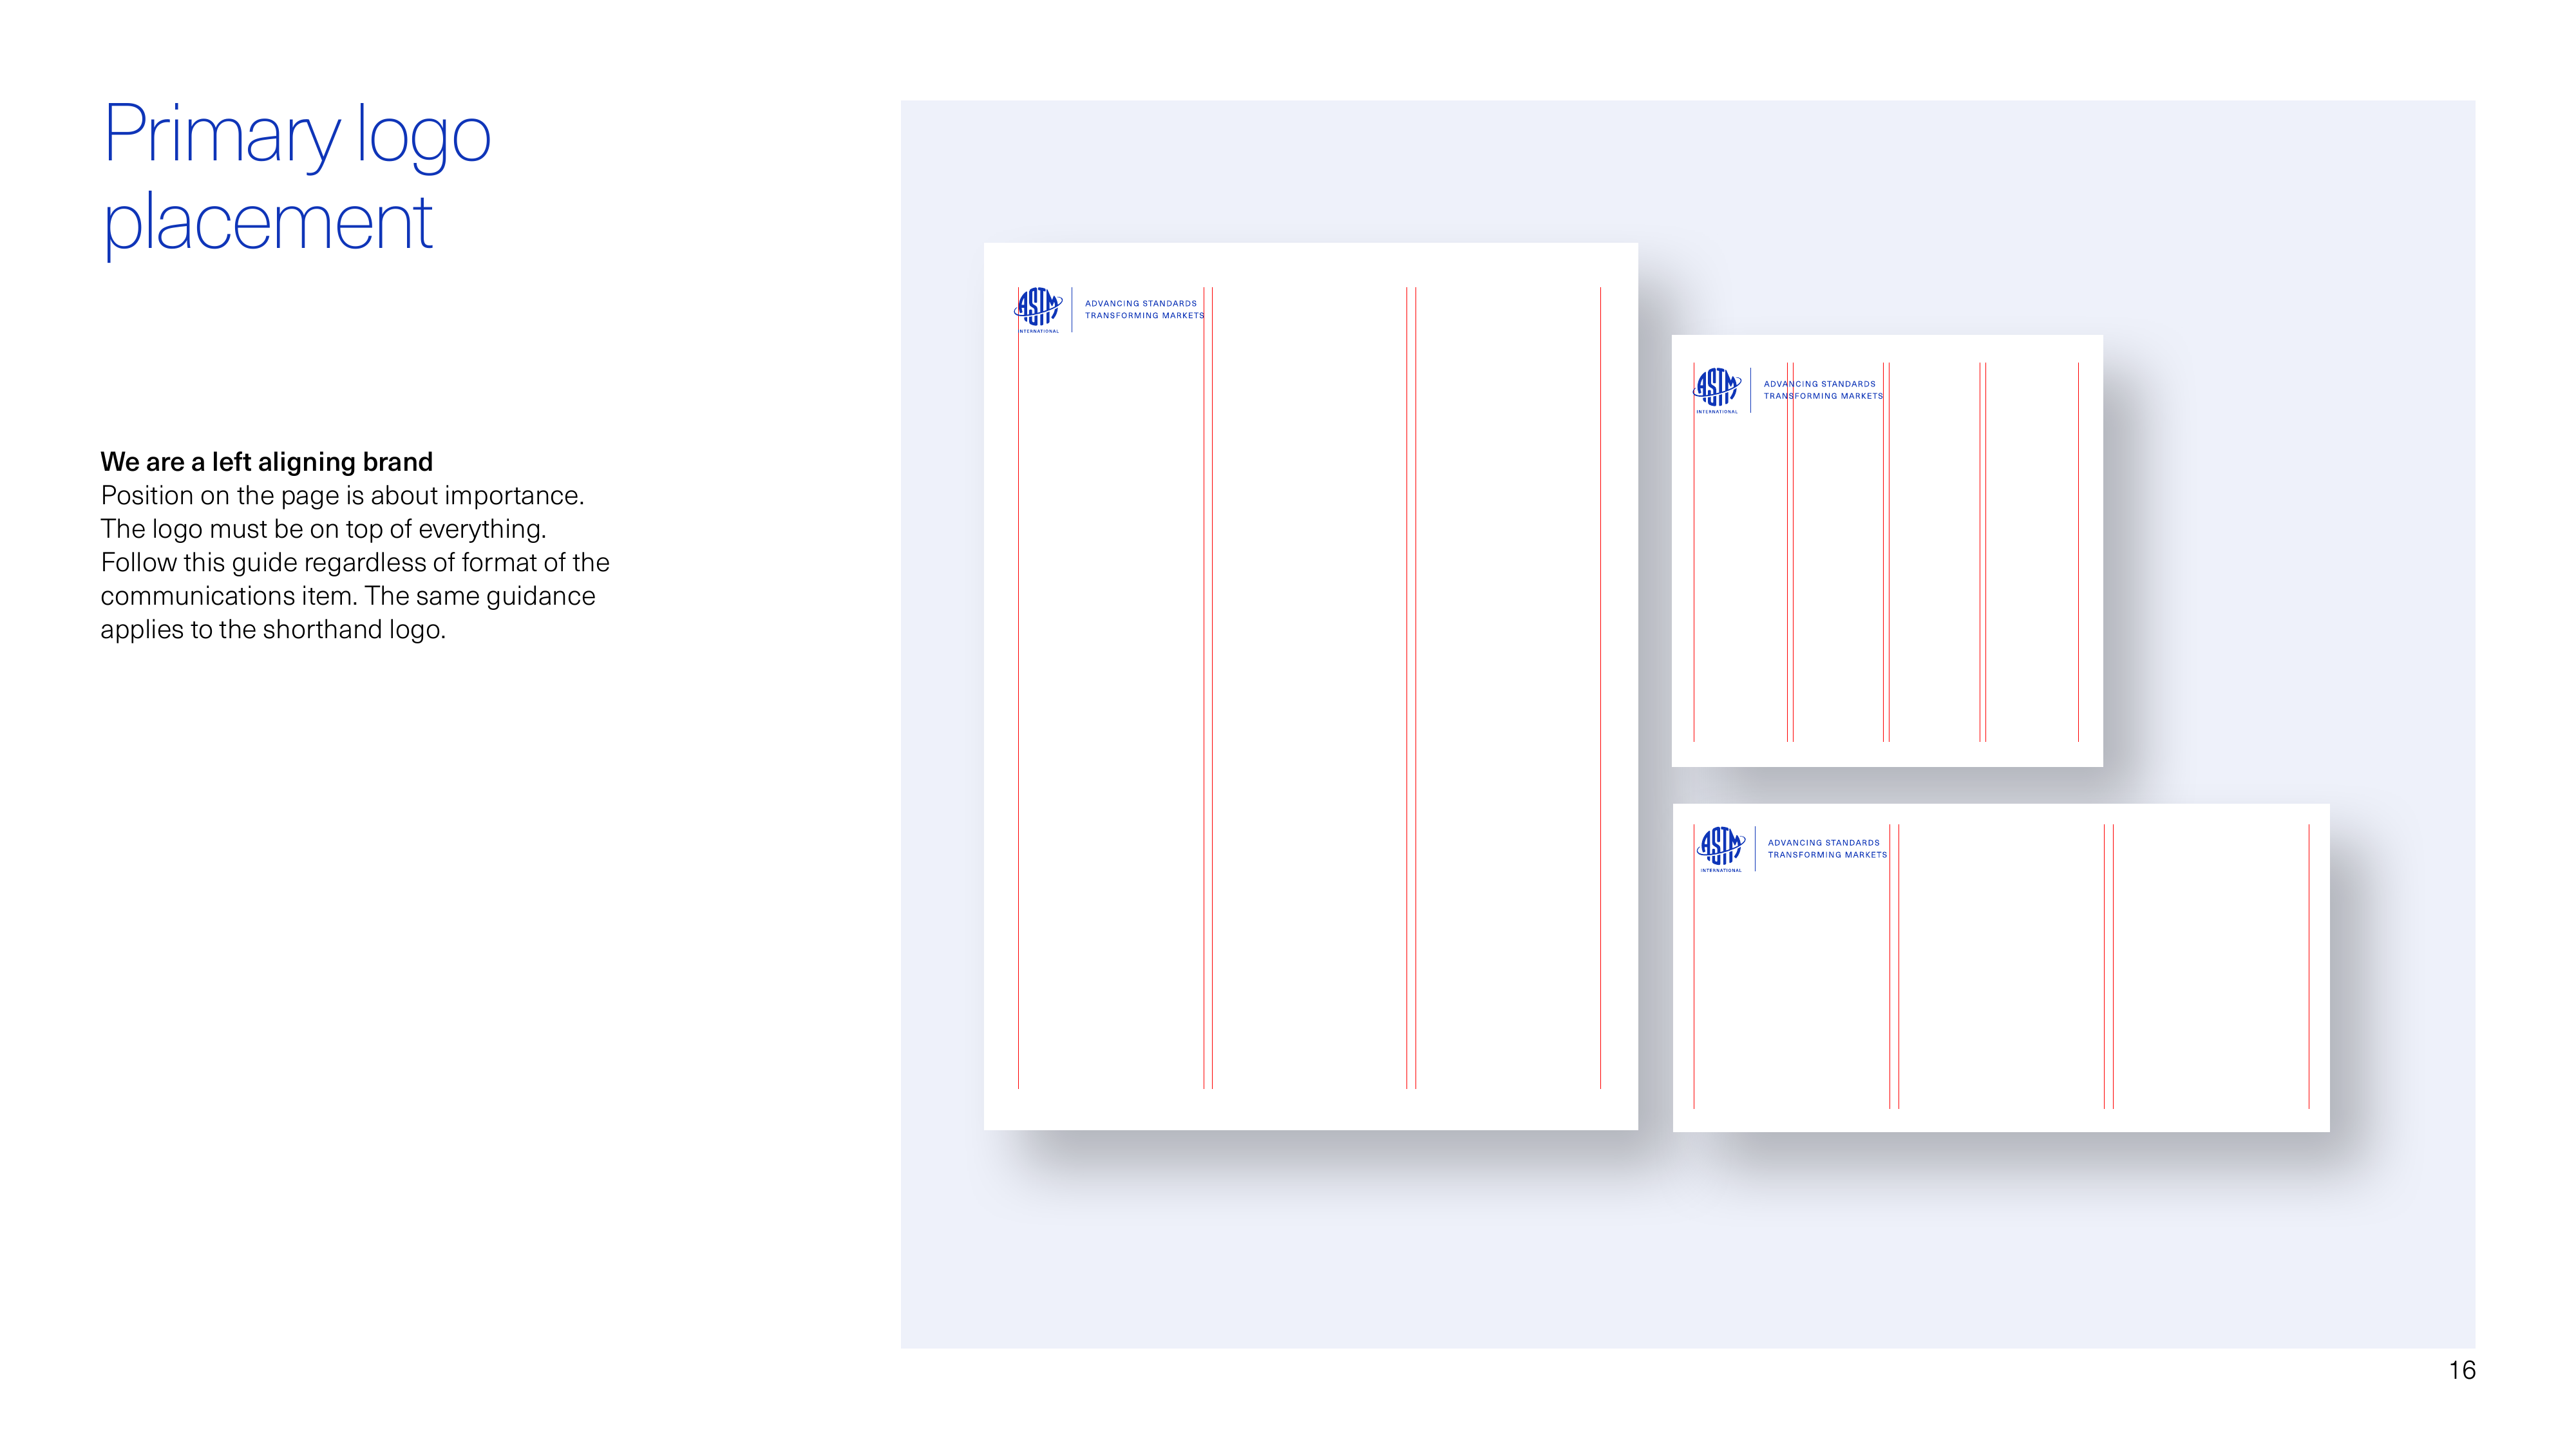 Primary logo
placement
We are a left aligning brand
Position on the page is about importance.
The logo must be on top of everything.
Follow this guide regardless of format of the
communications item. The same guidance
applies to the shorthand logo.
ASTM
INTERNATIONAL
ADVANCING STANDARDS
TRANSFORMING MARKETS
ASTM
INTERNATIONAL
ADVANCING STANDARDS
TRANSFORMING MARKETS
ASTM
INTERNATIONAL
ADVANCING STANDARDS
TRANSFORMING MARKETS
16